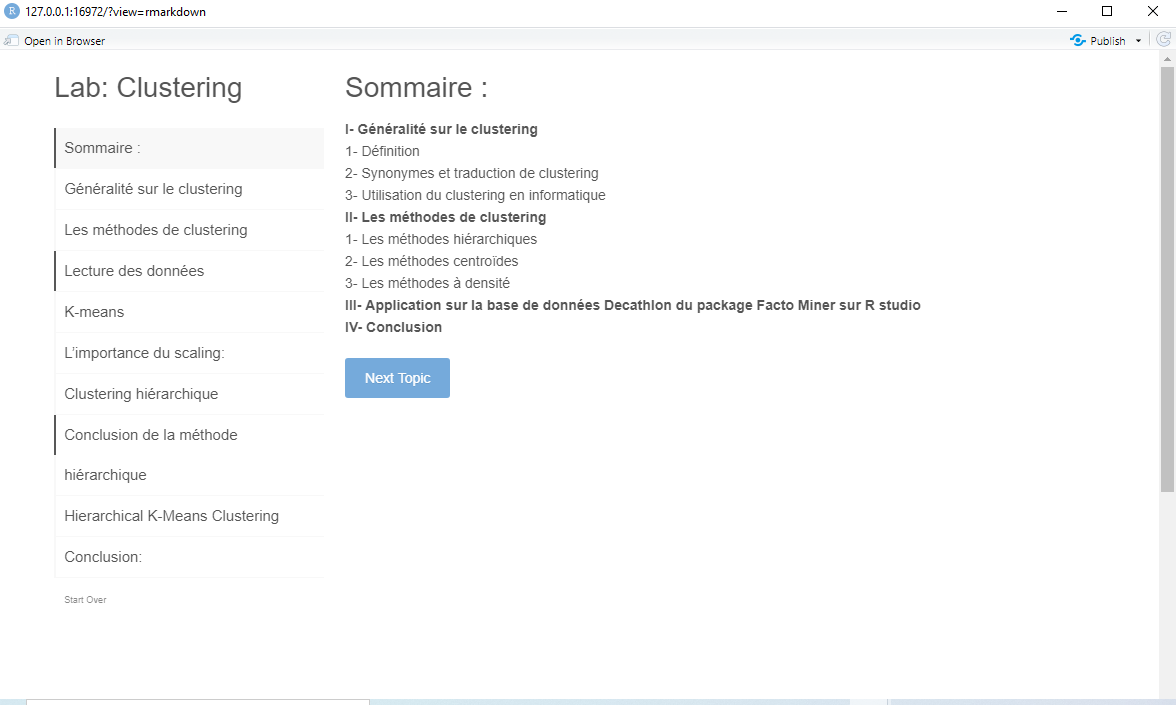 R 127.0.0.1:16972/?view=rmarkdown
Open in Browser
Publish
Lab: Clustering
Sommaire :
Généralité sur le clustering
Les méthodes de clustering
Lecture des données
K-means
L’importance du scaling:
Clustering hiérarchique
Conclusion de la méthode
hiérarchique
Hierarchical K-Means Clustering
Conclusion:
Start Over
Sommaire :
I- Généralité sur le clustering
1- Définition
2- Synonymes et traduction de clustering
3- Utilisation du clustering en informatique
II- Les méthodes de clustering
1- Les méthodes hiérarchiques
2- Les méthodes centroïdes
3- Les méthodes à densité
III- Application sur la base de données Decathlon du package Facto Miner sur R studio
IV- Conclusion
Next Topic